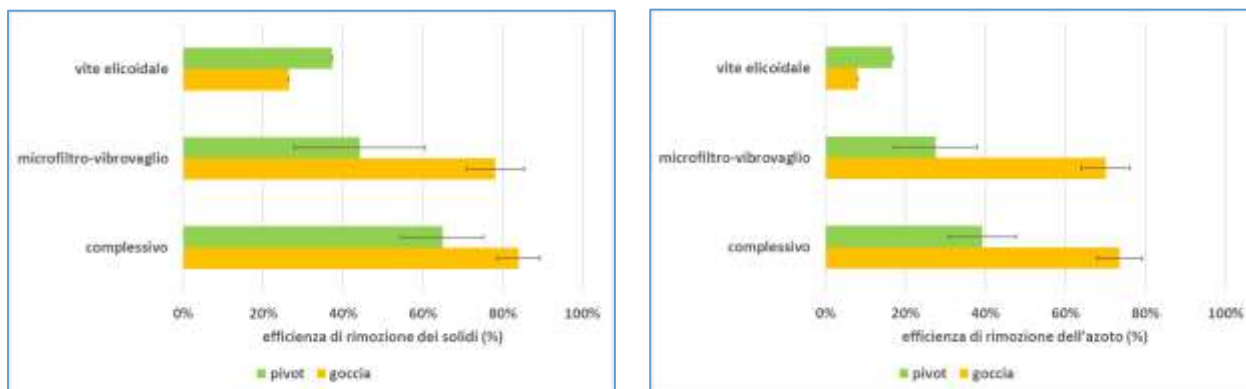 vite elicoidale
microfiltro-vibrovaglio
complessivo
0% 20% 40% 60% 80% 100%
efficienza di rimozione dei solidi (%)
pivot goccia
vite elicoidale
microfiltro-vibrovaglio
complessivo
0% 20% 40% 60% 80% 100%
efficienza di rimozione dell'azoto (%)
pivot goccia